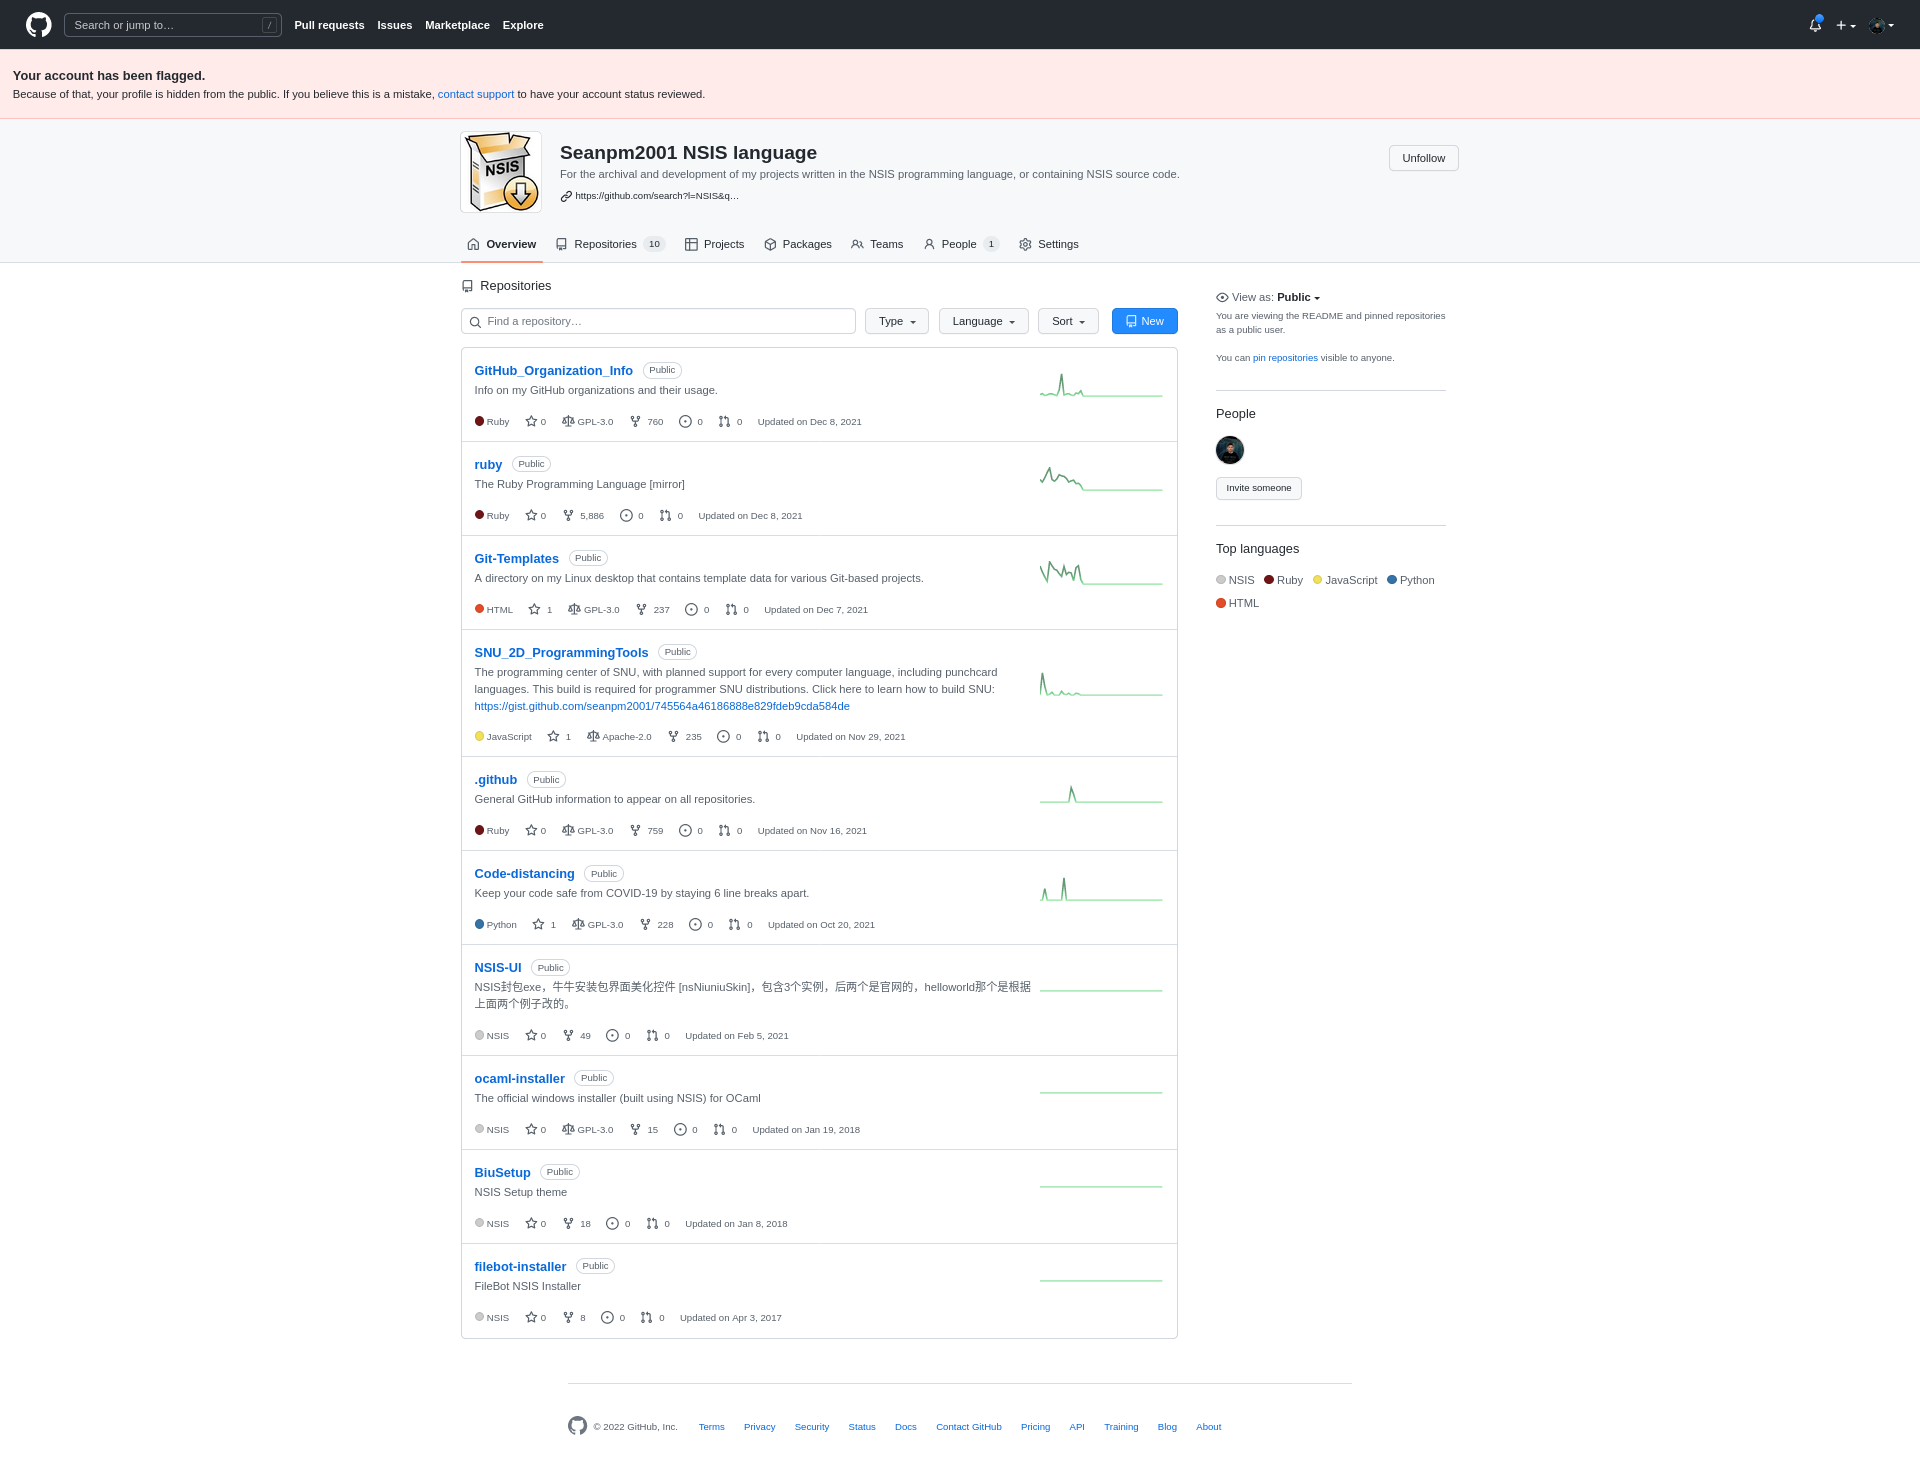 Search or jump to… /
Pull requests Issues Marketplace Explore
Your account has been flagged.
Because of that, your profile is hidden from the public. If you believe this is a mistake, contact support to have your account status reviewed.
NSIS
Seanpm2001 NSIS language
For the archival and development of my projects written in the NSIS programming language, or containing NSIS source code.
https://github.com/search?l=NSIS&q…
Unfollow
Overview Repositories 10 Projects Packages Teams People 1 Settings
Repositories
Find a repository… Type Language Sort New
GitHub_Organization_Info Public
Info on my GitHub organizations and their usage.
Ruby 0 GPL-3.0 760 0 0 Updated on Dec 8, 2021
ruby Public
The Ruby Programming Language [mirror]
Ruby 0 5,886 0 0 Updated on Dec 8, 2021
Git-Templates Public
A directory on my Linux desktop that contains template data for various Git-based projects.
HTML 1 GPL-3.0 237 0 0 Updated on Dec 7, 2021
SNU_2D_ProgrammingTools Public
The programming center of SNU, with planned support for every computer language, including punchcard
languages. This build is required for programmer SNU distributions. Click here to learn how to build SNU:
https://gist.github.com/seanpm2001/745564a46186888e829fdeb9cda584de
JavaScript 1 Apache-2.0 235 0 0 Updated on Nov 29, 2021
.github Public
General GitHub information to appear on all repositories.
Ruby 0 GPL-3.0 759 0 0 Updated on Nov 16, 2021
Code-distancing Public
Keep your code safe from COVID-19 by staying 6 line breaks apart.
Python 1 GPL-3.0 228 0 0 Updated on Oct 20, 2021
NSIS-UI Public
NSIS封包exe，牛牛安装包界面美化控件 [nsNiuniuSkin]，包含3个实例，后两个是官网的，helloworld那个是根据
上面两个例子改的。
NSIS 0 49 0 0 Updated on Feb 5, 2021
ocaml-installer Public
The official windows installer (built using NSIS) for OCaml
NSIS 0 GPL-3.0 15 0 0 Updated on Jan 19, 2018
BiuSetup Public
NSIS Setup theme
NSIS 0 18 0 0 Updated on Jan 8, 2018
filebot-installer Public
FileBot NSIS Installer
NSIS 0 8 0 0 Updated on Apr 3, 2017
View as: Public
You are viewing the README and pinned repositories
as a public user.
You can pin repositories visible to anyone.
People
Invite someone
Top languages
NSIS Ruby JavaScript Python
HTML
© 2022 GitHub, Inc. Terms Privacy Security Status Docs Contact GitHub Pricing API Training Blog About